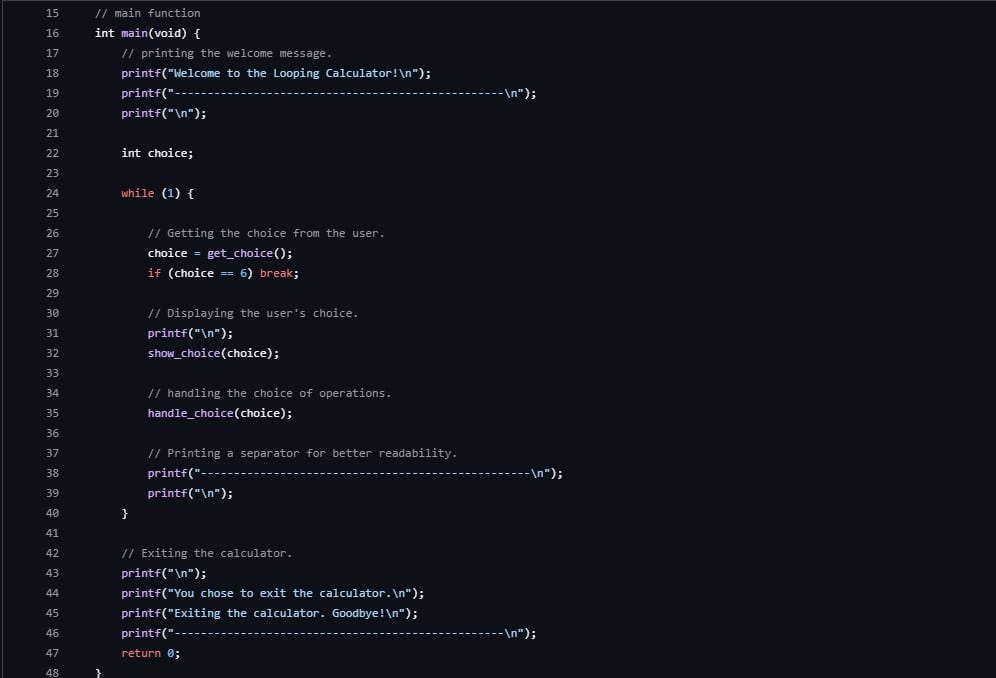 15 // main function
16 int main(void) {
17 // printing the welcome message.
18 printf("Welcome to the Looping Calculator!\n");
19 printf("--------------------------------------------------\n");
20 printf("\n");
21
22 int choice;
23
24 while (1) {
25
26 // Getting the choice from the user.
27 choice = get_choice();
28 if (choice == 6) break;
29
30 // Displaying the user's choice.
31 printf("\n");
32 show_choice(choice);
33
34 // handling the choice of operations.
35 handle_choice(choice);
36
37 // Printing a separator for better readability.
38 printf("--------------------------------------------------\n");
39 printf("\n");
40 }
41
42 // Exiting the calculator.
43 printf("\n");
44 printf("You chose to exit the calculator.\n");
45 printf("Exiting the calculator. Goodbye!\n");
46 printf("--------------------------------------------------\n");
47 return 0;
48 }